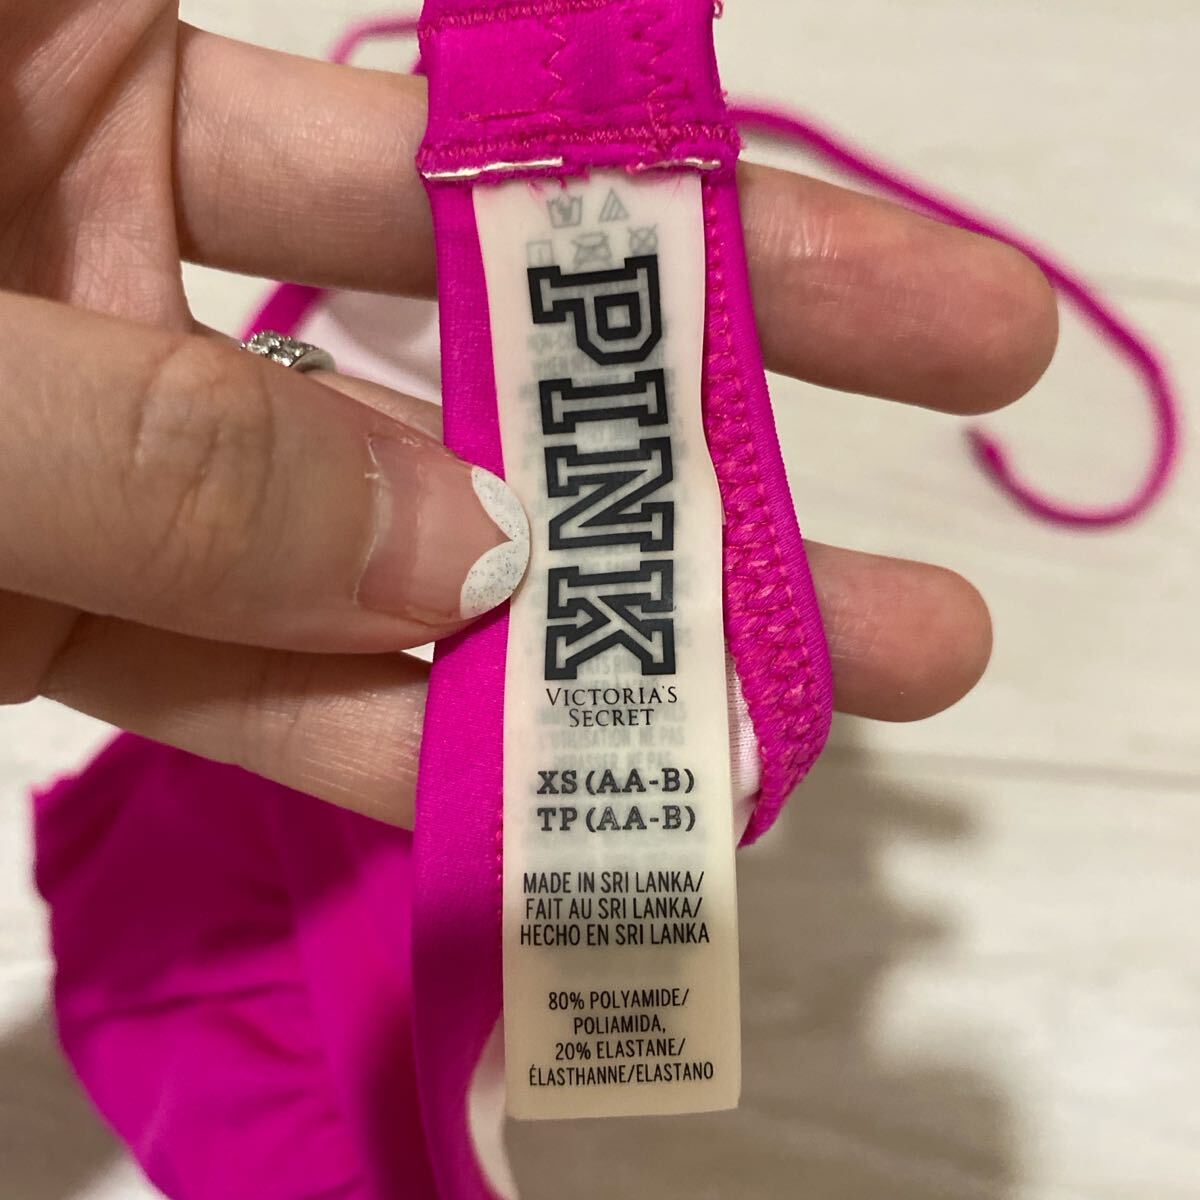 PINK
VICTORIA'S
SECRET
XS (AA-B)
TP (AA-B)
MADE IN SRI LANKA/
FAIT AU SRI LANKA/
HECHO EN SRI LANKA
80% POLYAMIDE/
POLIAMIDA,
20% ELASTANE/
ÉLASTHANNE/ELASTANO